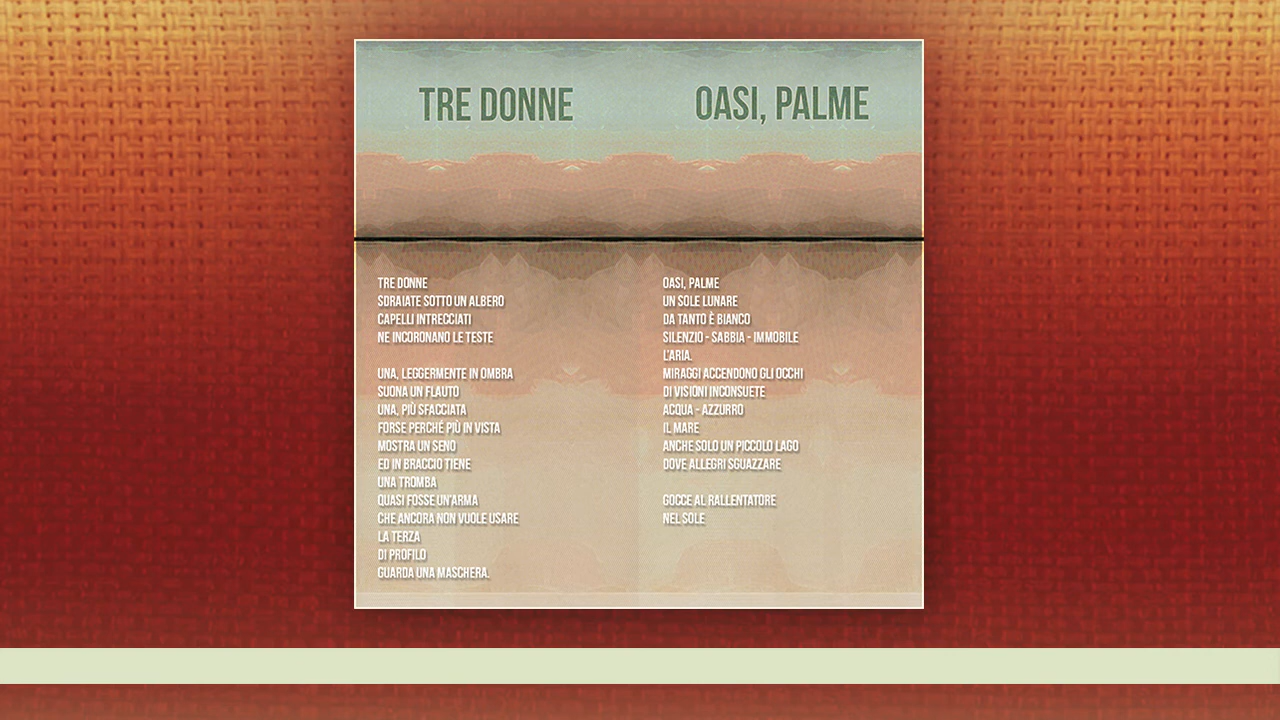 TRE DONNE
OASI, PALME
TRE DONNE
SDRAIATE SOTTO UN ALBERO
CAPELLI INTRECCIATI
NE INCORONANO LE TESTE
UNA, LEGGERMENTE IN OMBRA
SUONA UN FLAUTO
UNA, PIÙ SFACCIATA
FORSE PERCHÉ PIÙ IN VISTA
MOSTRA UN SENO
ED IN BRACCIO TIENE
UNA TROMBA
QUASI FOSSE UN'ARMA
CHE ANCORA NON VUOLE USARE
LA TERZA
DI PROFILO
GUARDA UNA MASCHERA.
OASI, PALME
UN SOLE LUNARE
DA TANTO È BIANCO
SILENZIO - SABBIA - IMMOBILE
L'ARIA.
MIRAGGI ACCENDONO GLI OCCHI
DI VISIONI INCONSUETE
ACQUA - AZZURRO
IL MARE
ANCHE SOLO UN PICCOLO LAGO
DOVE ALLEGRI SGUAZZARE
GOCCE AL RALLENTATORE
NEL SOLE